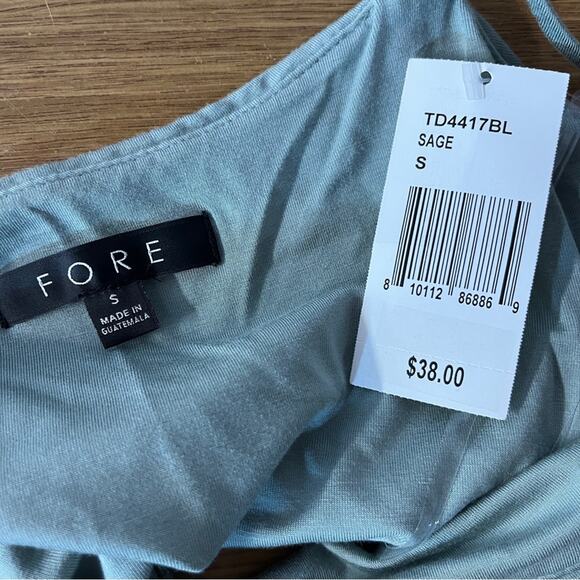 FORE
S
MADE IN
GUATEMALA
TD4417BL
SAGE
S
8 10112 86886 9
$38.00